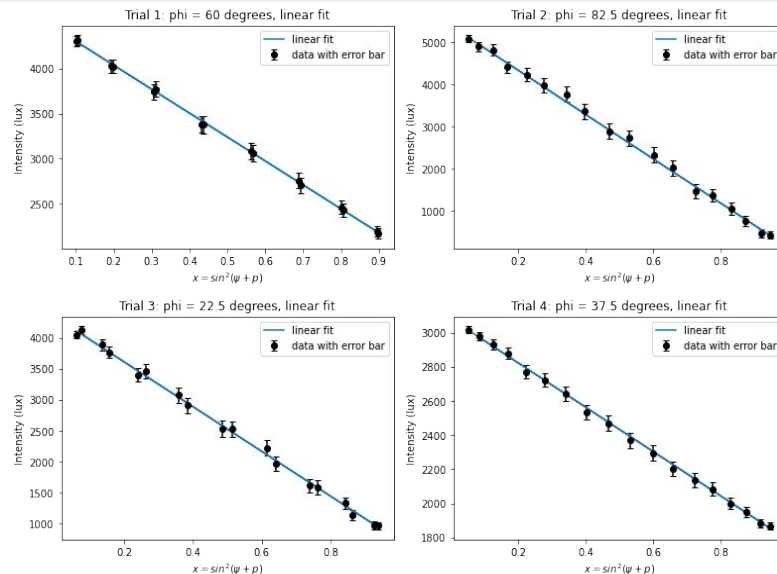 Trial 1: phi = 60 degrees, linear fit
linear fit
data with error bar
Intensity (lux)
4000
3500
3000
2500
0.1 0.2 0.3 0.4 0.5 0.6 0.7 0.8 0.9
x = sin²(ψ + p)
Trial 2: phi = 82.5 degrees, linear fit
linear fit
data with error bar
Intensity (lux)
5000
4000
3000
2000
1000
0.2 0.4 0.6 0.8
x = sin²(ψ + p)
Trial 3: phi = 22.5 degrees, linear fit
linear fit
data with error bar
Intensity (lux)
4000
3500
3000
2500
2000
1500
1000
0.2 0.4 0.6 0.8
x = sin²(ψ + p)
Trial 4: phi = 37.5 degrees, linear fit
linear fit
data with error bar
Intensity (lux)
3000
2800
2600
2400
2200
2000
1800
0.2 0.4 0.6 0.8
x = sin²(ψ + p)